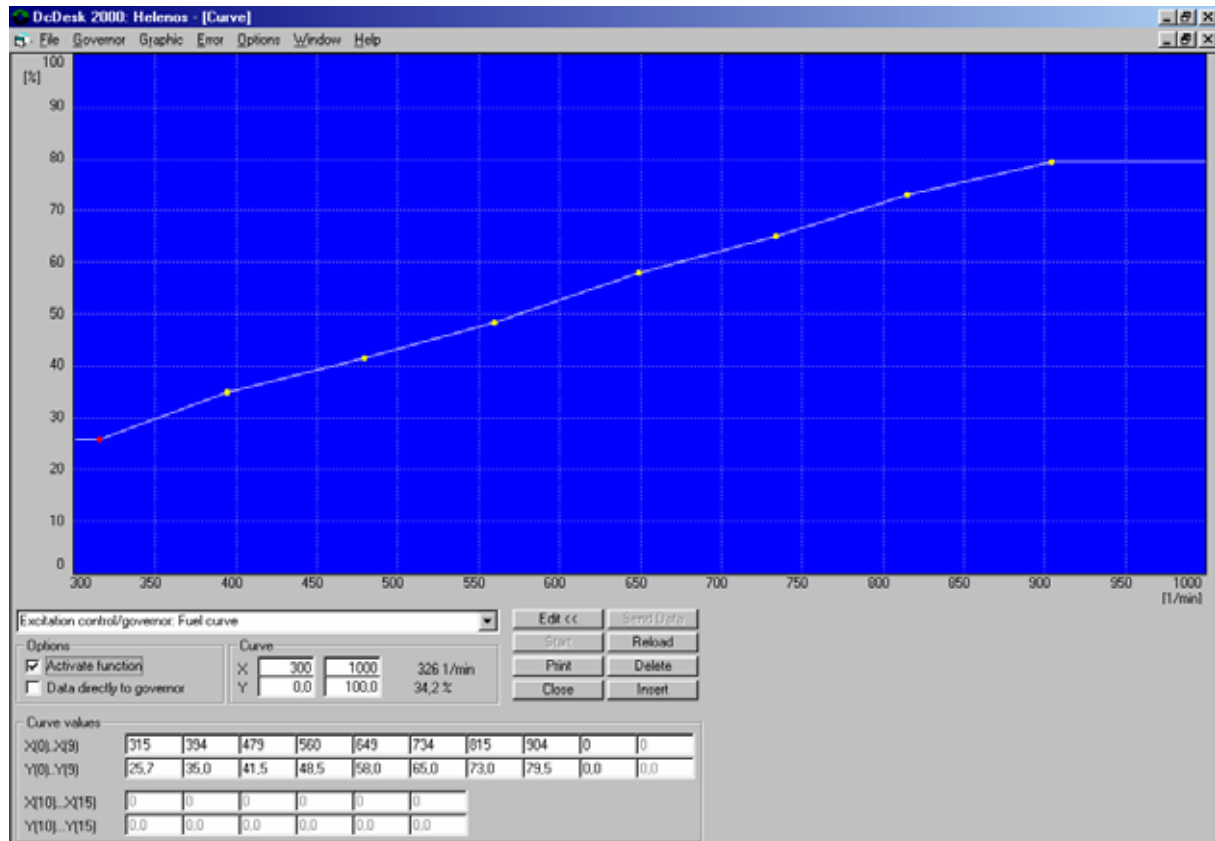 DcDesk 2000: Helenos - [Curve]
File Governor Graphic Error Options Window Help
100
[%]
90
80
70
60
50
40
30
20
10
0
300 350 400 450 500 550 600 650 700 750 800 850 900 950 1000
[1/min]
Excitation control/governor: Fuel curve
Edit << Send Data
Options
Curve
Start Reload
Activate function
X 300 1000 326 1/min
Print Delete
Data directly to governor
Y 0,0 100,0 34,2 %
Close Insert
Curve values
X(0)..X(9) 315 394 479 560 649 734 815 904 0 0
Y(0)..Y(9) 25,7 35,0 41,5 48,5 58,0 65,0 73,0 79,5 0,0 0,0
X(10)...X(15) 0 0 0 0 0 0
Y(10)...Y(15) 0,0 0,0 0,0 0,0 0,0 0,0